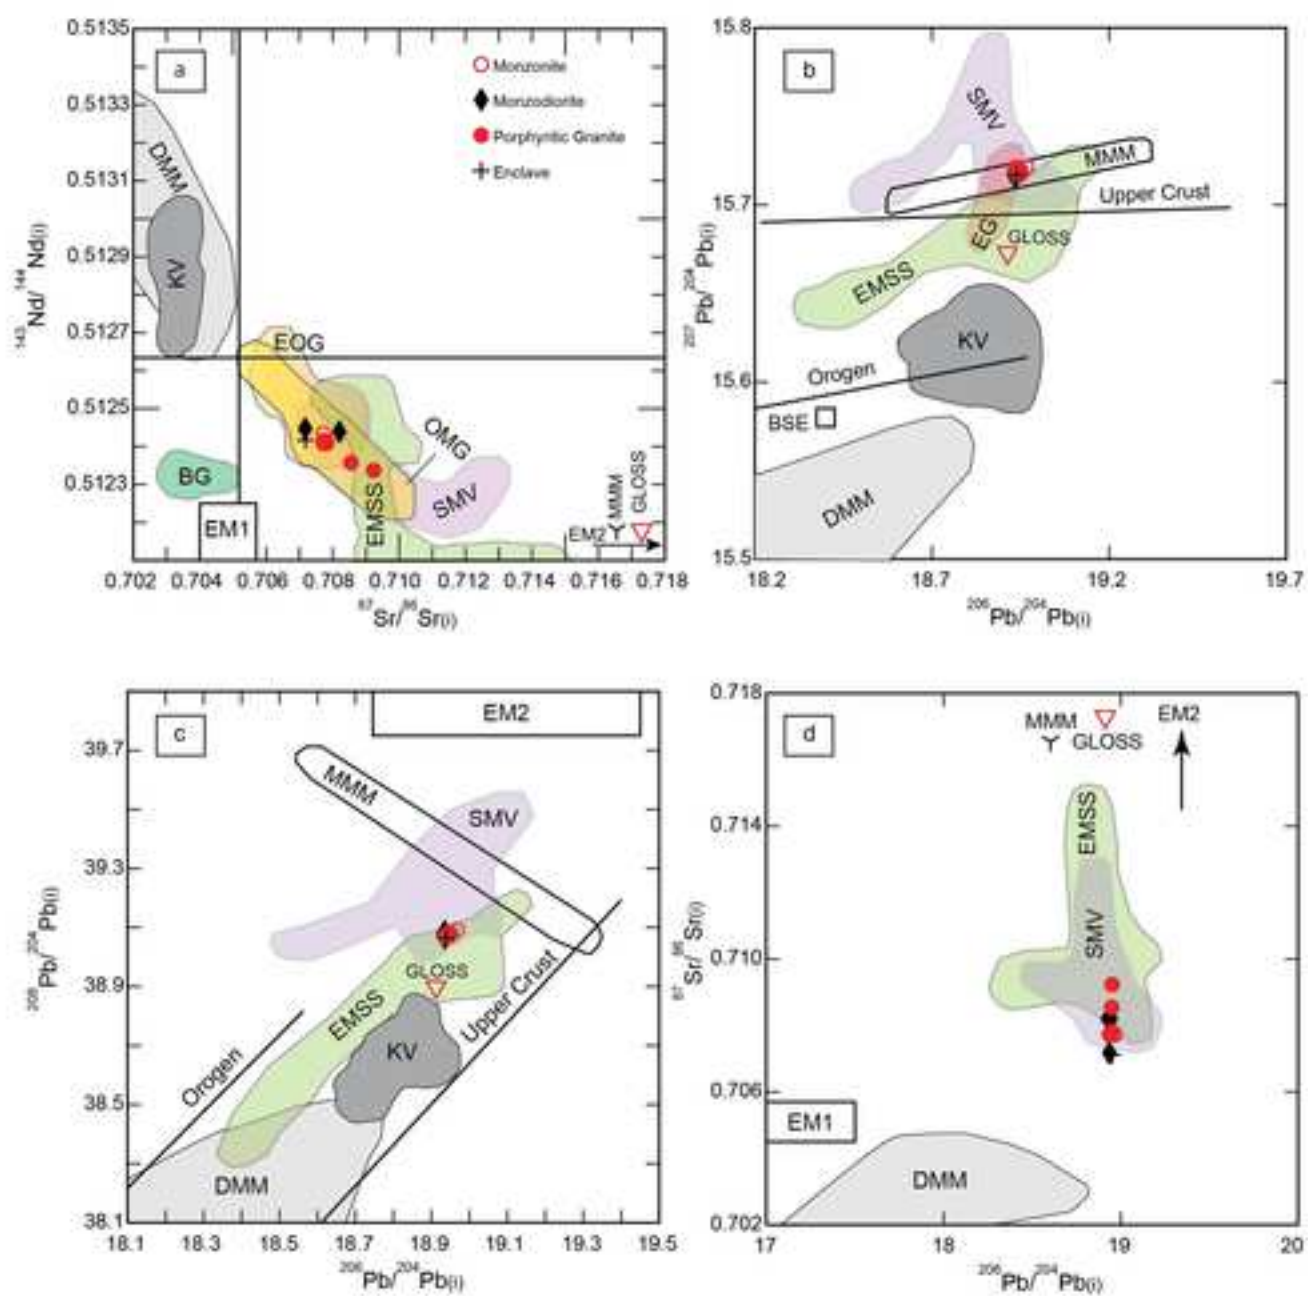 a
0.5135
0.5133
0.5131
0.5129
0.5127
0.5125
0.5123
143Nd/144Nd(i)
Monzonite
Monzodiorite
Porphyritic Granite
Enclave
DMM
KV
EOG
OMG
BG
EM1
EMSS
SMV
EM2
MMM
GLOSS
0.702 0.704 0.706 0.708 0.710 0.712 0.714 0.716 0.718
87Sr/86Sr(i)
b
15.8
15.7
15.6
15.5
207Pb/204Pb(i)
SMV
MMM
Upper Crust
EG
GLOSS
EMSS
KV
Orogen
BSE
DMM
18.2 18.7 19.2 19.7
206Pb/204Pb(i)
c
39.7
39.3
38.9
38.5
38.1
208Pb/204Pb(i)
EM2
MMM
SMV
GLOSS
EMSS
Upper Crust
KV
Orogen
DMM
18.1 18.3 18.5 18.7 18.9 19.1 19.3 19.5
206Pb/204Pb(i)
d
0.718
0.714
0.710
0.706
0.702
87Sr/86Sr(i)
MMM
GLOSS
EM2
EMSS
SMV
EM1
DMM
17 18 19 20
206Pb/204Pb(i)